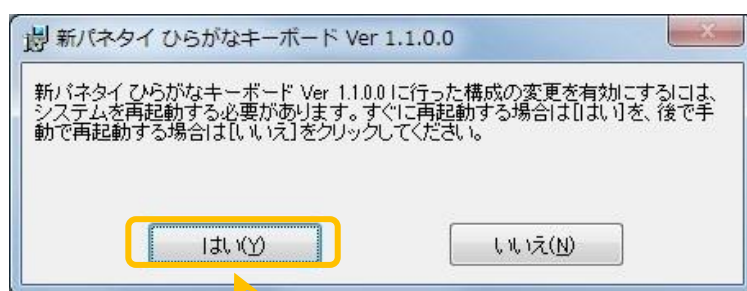 新パネタイ ひらがなキーボード Ver 1.1.0.0
新パネタイ ひらがなキーボード Ver 1.1.0.0 に行った構成の変更を有効にするには、
システムを再起動する必要があります。すぐに再起動する場合は[はい]を、後で手
動で再起動する場合は[いいえ]をクリックしてください。
はい(Y) いいえ(N)